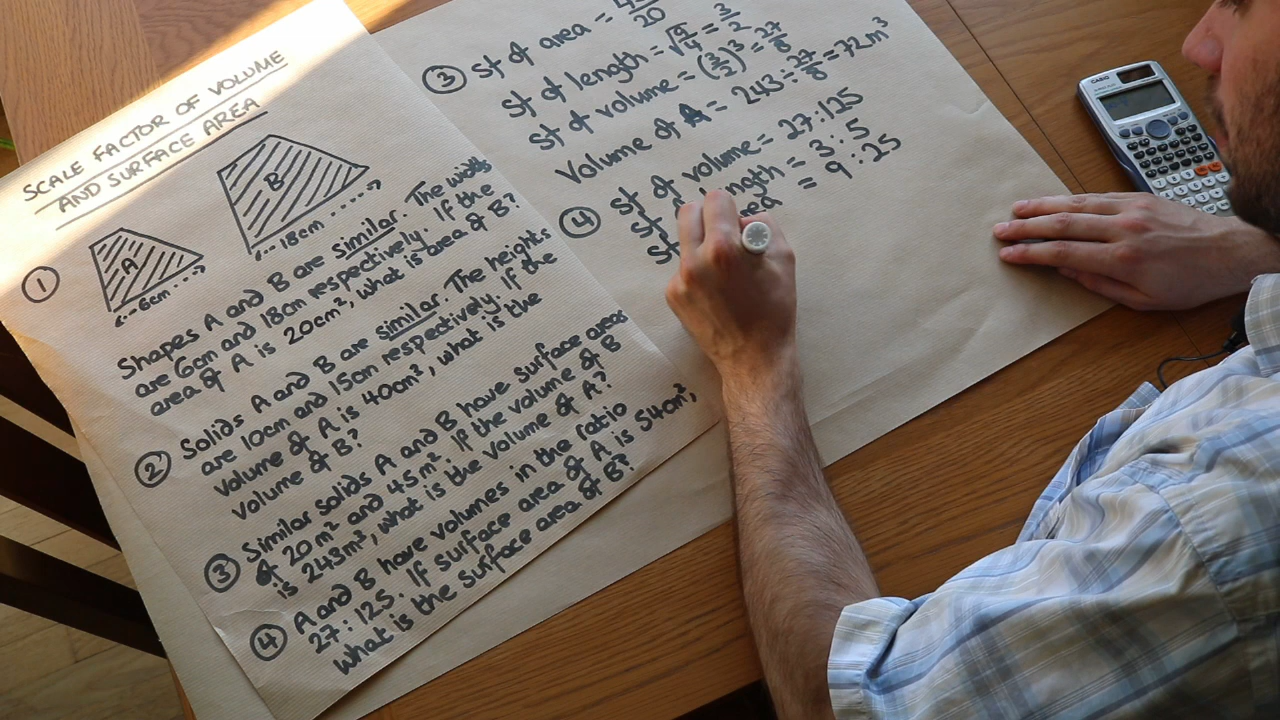 SCALE FACTOR OF VOLUME
AND SURFACE AREA
1
A
6cm
B
18cm
Shapes A and B are similar. The widths
are 6cm and 18cm respectively. If the
area of A is 20cm², what is area of B?
2 Solids A and B are similar. The heights
are 10cm and 15cm respectively. If the
volume of A is 40cm³, what is the
volume of B?
3 Similar solids A and B have surface areas
of 20m² and 45m². If the volume of B
is 243m³, what is the volume of A?
4 A and B have volumes in the ratio
27:125. If surface area of A is 54cm²,
what is the surface area of B?
3 sf of area = 45/20
sf of length = √9/4 = 3/2
sf of volume = (3/2)³ = 27/8
Volume of A = 243 ÷ 27/8 = 72m³
4 sf of volume = 27:125
sf length = 3:5
sf area = 9:25
CASIO